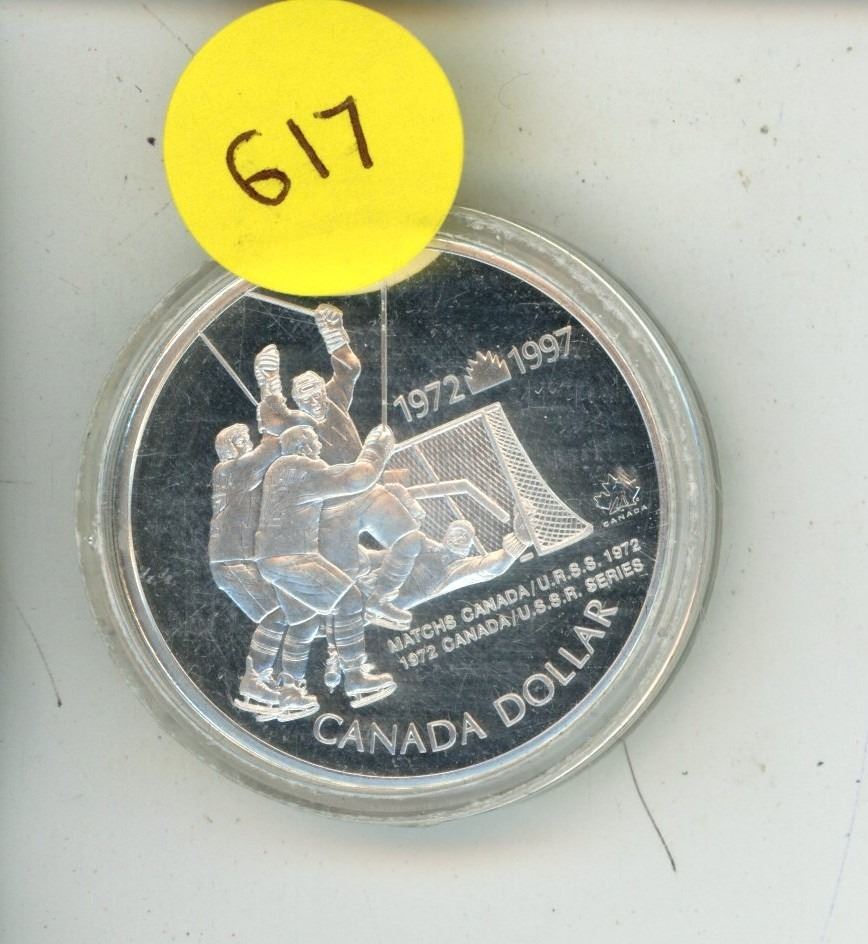 617
1972 1997
CANADA
MATCHS CANADA/U.R.S.S. 1972
1972 CANADA/U.S.S.R. SERIES
CANADA DOLLAR